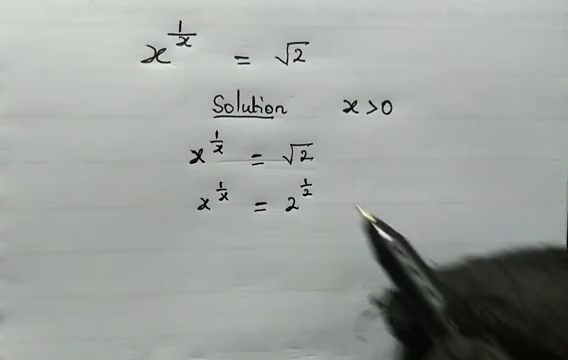 x^{1/x} = √2
Solution x > 0
x^{1/x} = √2
x^{1/x} = 2^{1/2}